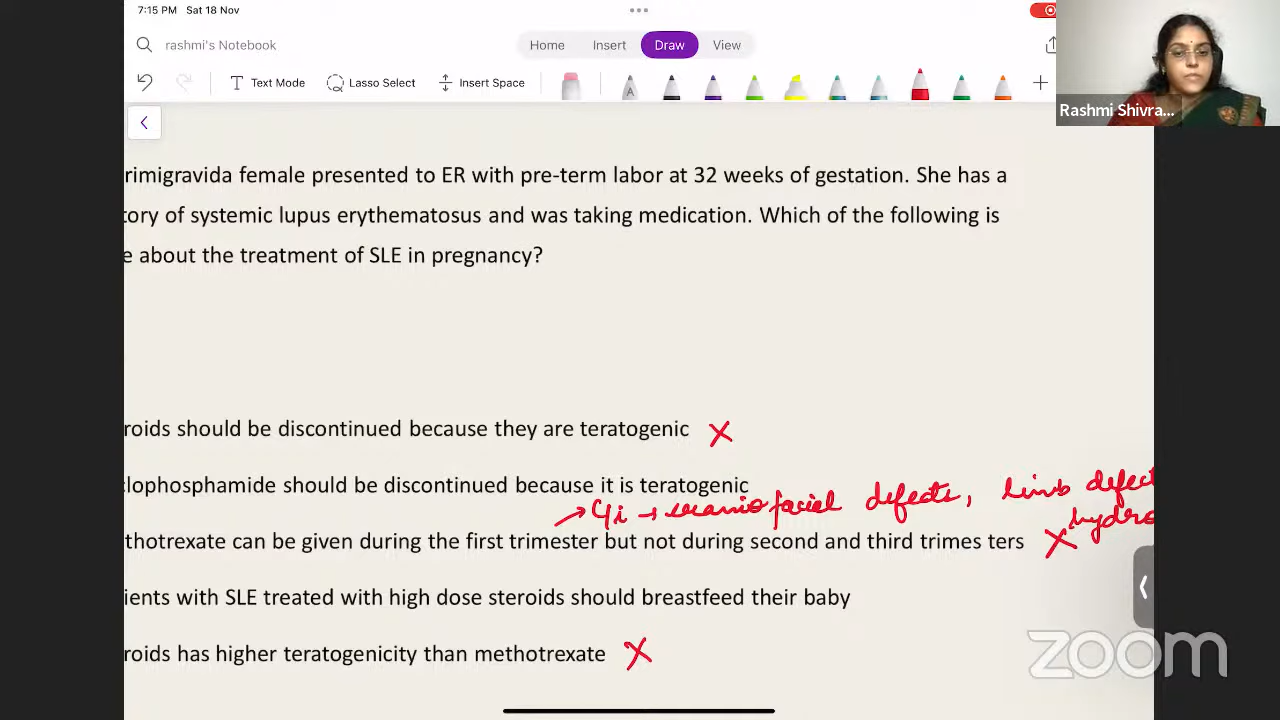 7:15 PM Sat 18 Nov
rashmi's Notebook
Home Insert Draw View
Text Mode Lasso Select Insert Space
A
Rashmi Shivra...
rimigravida female presented to ER with pre-term labor at 32 weeks of gestation. She has a
tory of systemic lupus erythematosus and was taking medication. Which of the following is
e about the treatment of SLE in pregnancy?
roids should be discontinued because they are teratogenic X
clophosphamide should be discontinued because it is teratogenic
→ craniofacial defects, limb defect
hydro
thotrexate can be given during the first trimester but not during second and third trimes ters X
ients with SLE treated with high dose steroids should breastfeed their baby
roids has higher teratogenicity than methotrexate X
zoom